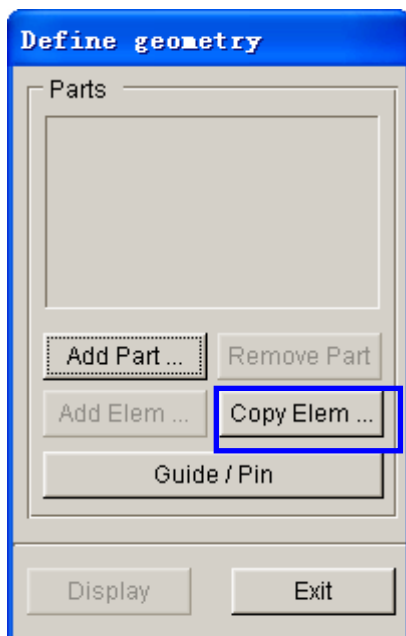 Define geometry
Parts
Add Part ...
Remove Part
Add Elem ...
Copy Elem ...
Guide / Pin
Display
Exit